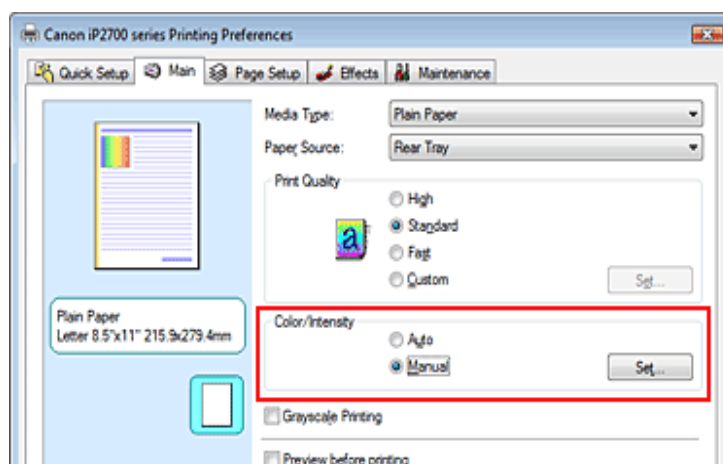 Canon iP2700 series Printing Preferences
Quick Setup Main Page Setup Effects Maintenance
Media Type: Plain Paper
Paper Source: Rear Tray
Print Quality
High
a Standard
Fast
Custom Set...
Plain Paper
Letter 8.5"x11" 215.9x279.4mm
Color/Intensity
Auto
Manual Set...
Grayscale Printing
Preview before printing